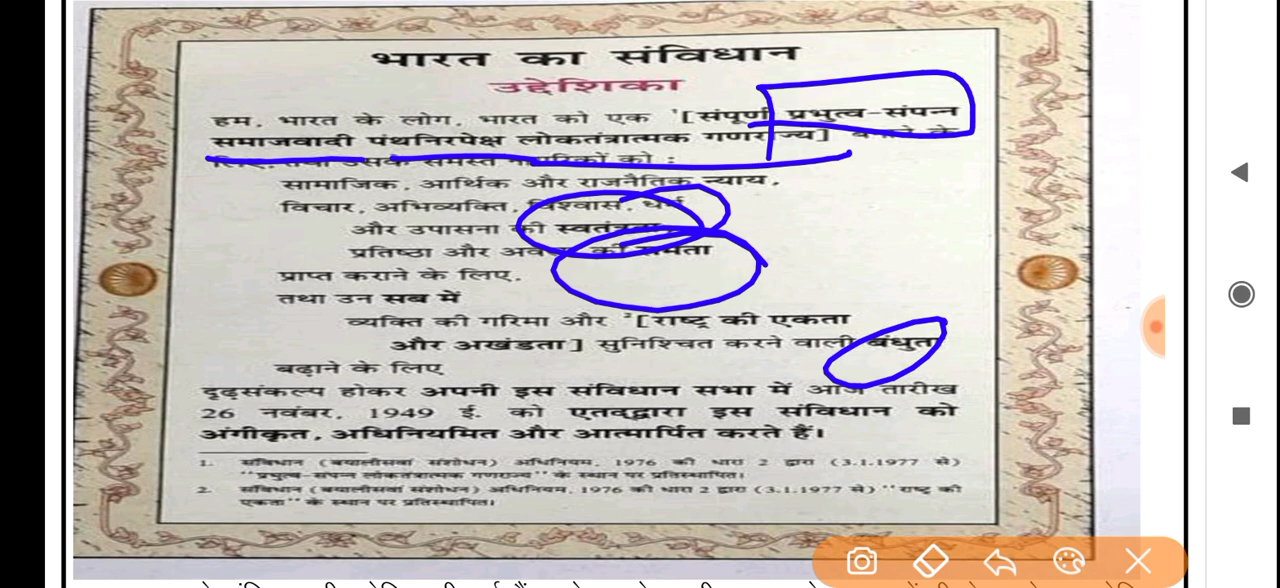 भारत का संविधान
उद्देशिका
हम, भारत के लोग, भारत को एक ¹[संपूर्ण प्रभुत्व-संपन्न
समाजवादी पंथनिरपेक्ष लोकतंत्रात्मक गणराज्य] बनाने के
लिए, तथा उसके समस्त नागरिकों को :
सामाजिक, आर्थिक और राजनैतिक न्याय,
विचार, अभिव्यक्ति, विश्वास, धर्म
और उपासना की स्वतंत्रता,
प्रतिष्ठा और अवसर की समता
प्राप्त कराने के लिए,
तथा उन सब में
व्यक्ति की गरिमा और ²[राष्ट्र की एकता
और अखंडता] सुनिश्चित करने वाली बंधुता
बढ़ाने के लिए
दृढ़संकल्प होकर अपनी इस संविधान सभा में आज तारीख
26 नवंबर, 1949 ई. को एतद्द्वारा इस संविधान को
अंगीकृत, अधिनियमित और आत्मार्पित करते हैं।
1. संविधान (बयालीसवां संशोधन) अधिनियम, 1976 की धारा 2 द्वारा (3.1.1977 से)
"प्रभुत्व-संपन्न लोकतंत्रात्मक गणराज्य" के स्थान पर प्रतिस्थापित।
2. संविधान (बयालीसवां संशोधन) अधिनियम, 1976 की धारा 2 द्वारा (3.1.1977 से) "राष्ट्र की
एकता" के स्थान पर प्रतिस्थापित।